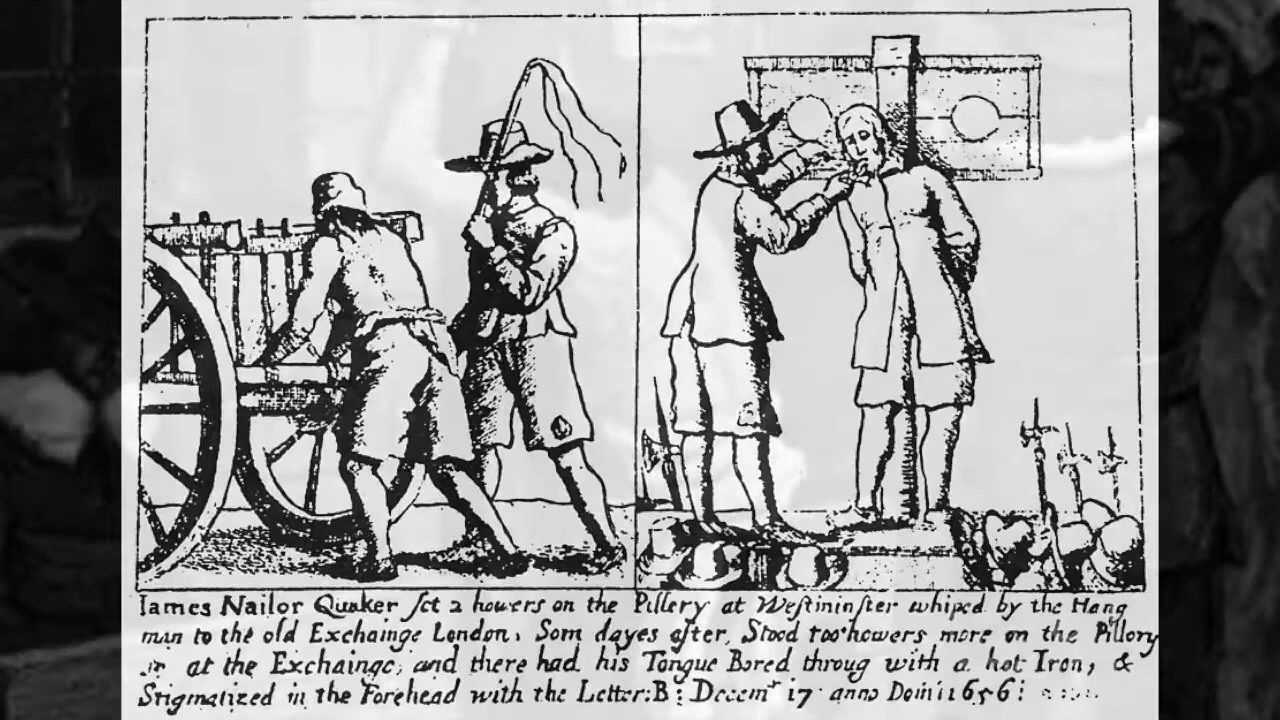 Iames Nailor Quaker ſet 2 howers on the Pillory at Weſtminſter whiped by the Hang
man to the old Exchainge London, Som dayes after, Stood too howers more on the Pillory
at the Exchainge, and there had his Tongue Bored throug with a hot Iron, &
Stigmatized in the Forehead with the Letter: B: Decemr 17 anno Domi 1656: